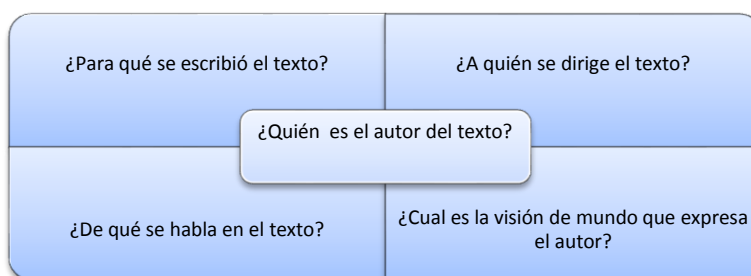 ¿Para qué se escribió el texto?
¿A quién se dirige el texto?
¿Quién es el autor del texto?
¿De qué se habla en el texto?
¿Cual es la visión de mundo que expresa
el autor?